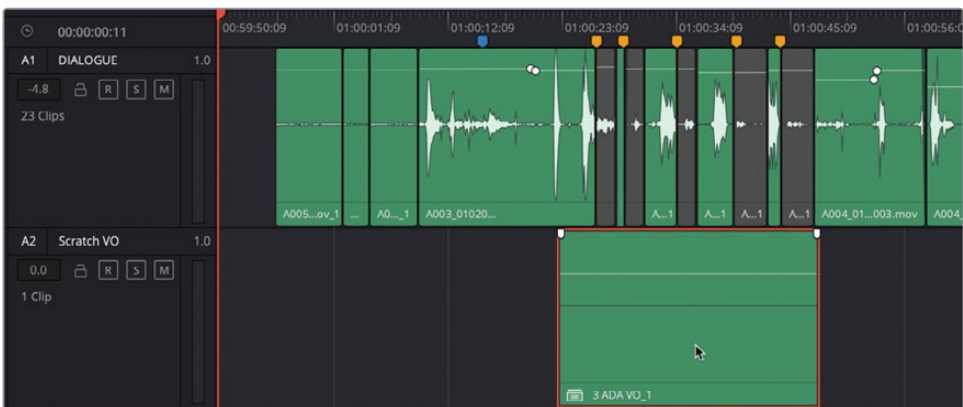 00:00:00:11
00:59:50:09 01:00:01:09 01:00:12:09 01:00:23:09 01:00:34:09 01:00:45:09 01:00:56:0
A1 DIALOGUE 1.0
-4.8 R S M
23 Clips
A005...ov_1 ... A0..._1 A003_01020... A...1 A...1 A...1 A...1 A004_01...003.mov A004_
A2 Scratch VO 1.0
0.0 R S M
1 Clip
3 ADA VO_1